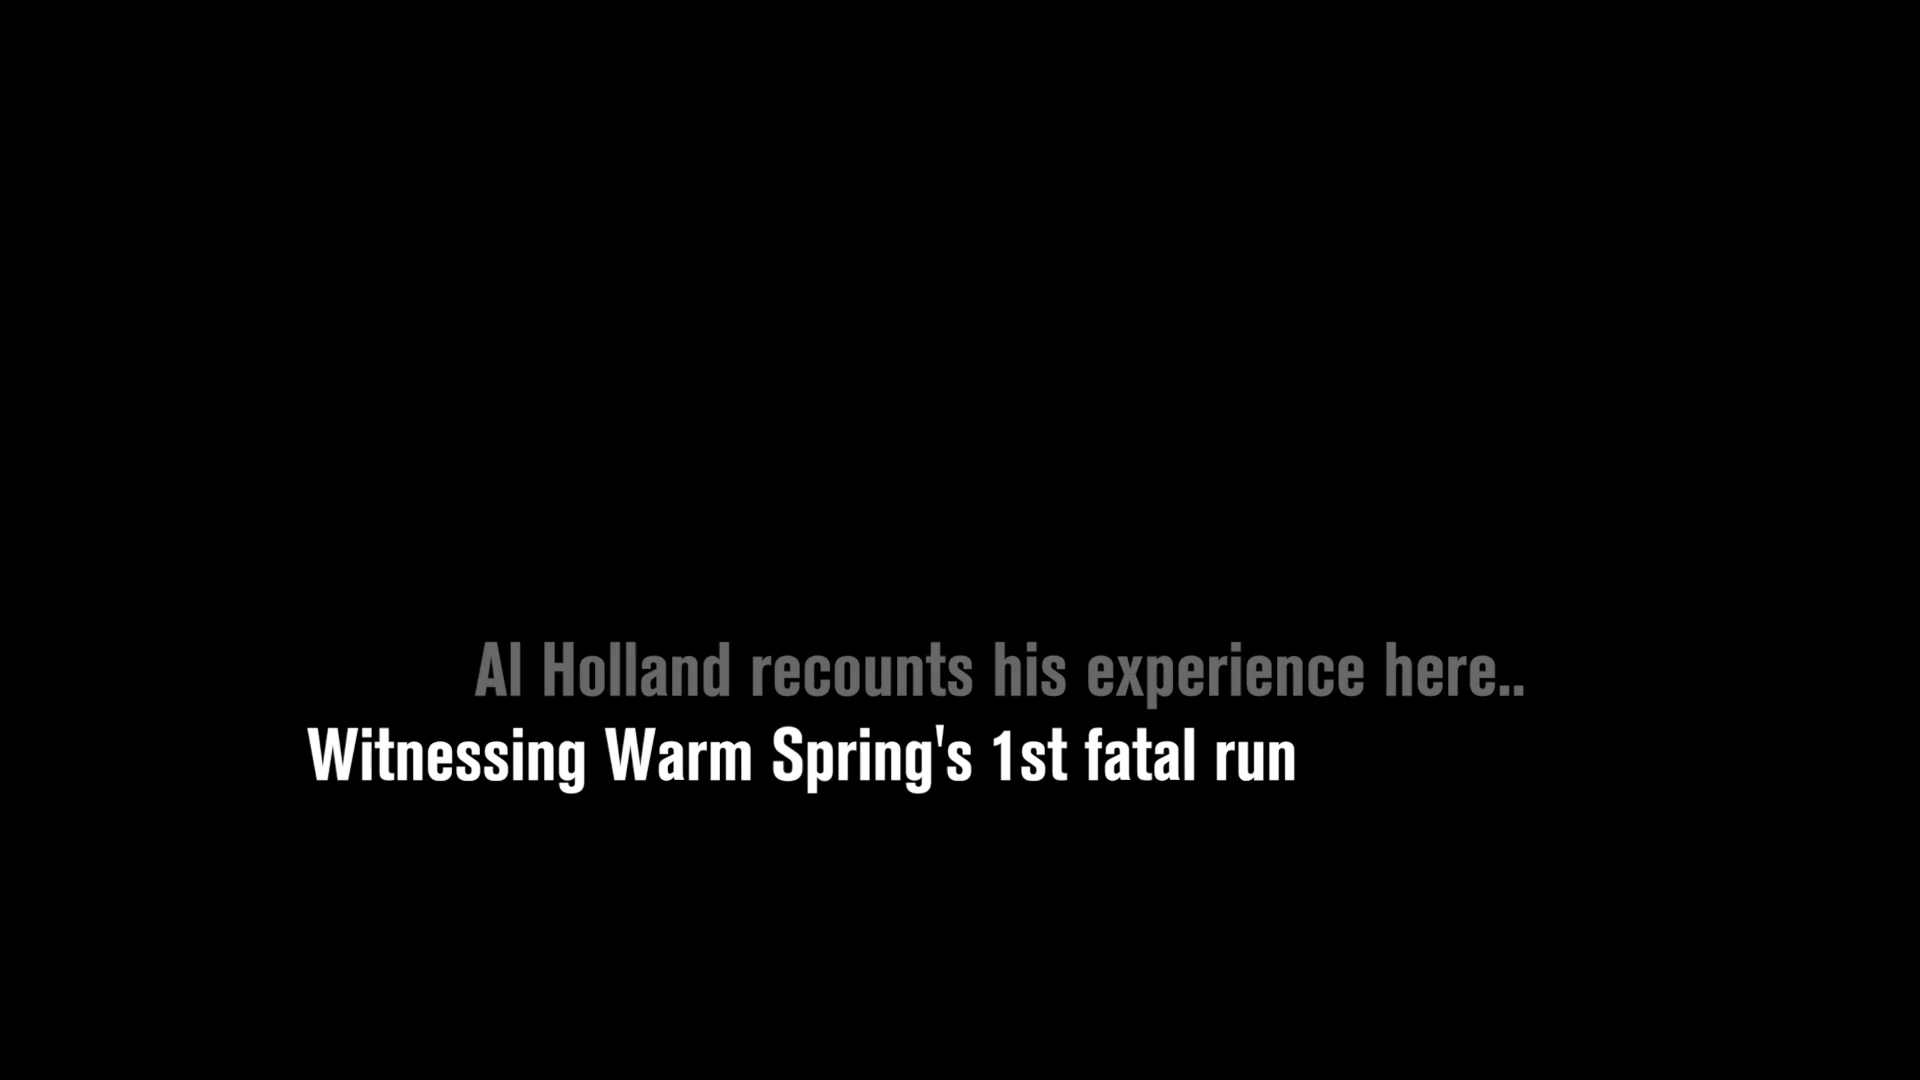 Al Holland recounts his experience here..
Witnessing Warm Spring's 1st fatal run